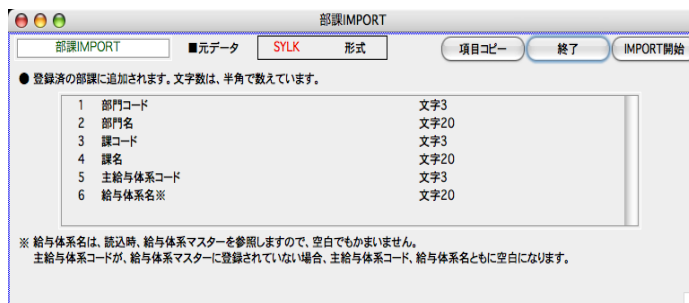 部課IMPORT
部課IMPORT ■元データ SYLK 形式 項目コピー 終了 IMPORT開始
● 登録済の部課に追加されます。文字数は、半角で数えています。
1 部門コード 文字3
2 部門名 文字20
3 課コード 文字3
4 課名 文字20
5 主給与体系コード 文字3
6 給与体系名※ 文字20
※ 給与体系名は、読込時、給与体系マスターを参照しますので、空白でもかまいません。
主給与体系コードが、給与体系マスターに登録されていない場合、主給与体系コード、給与体系名ともに空白になります。